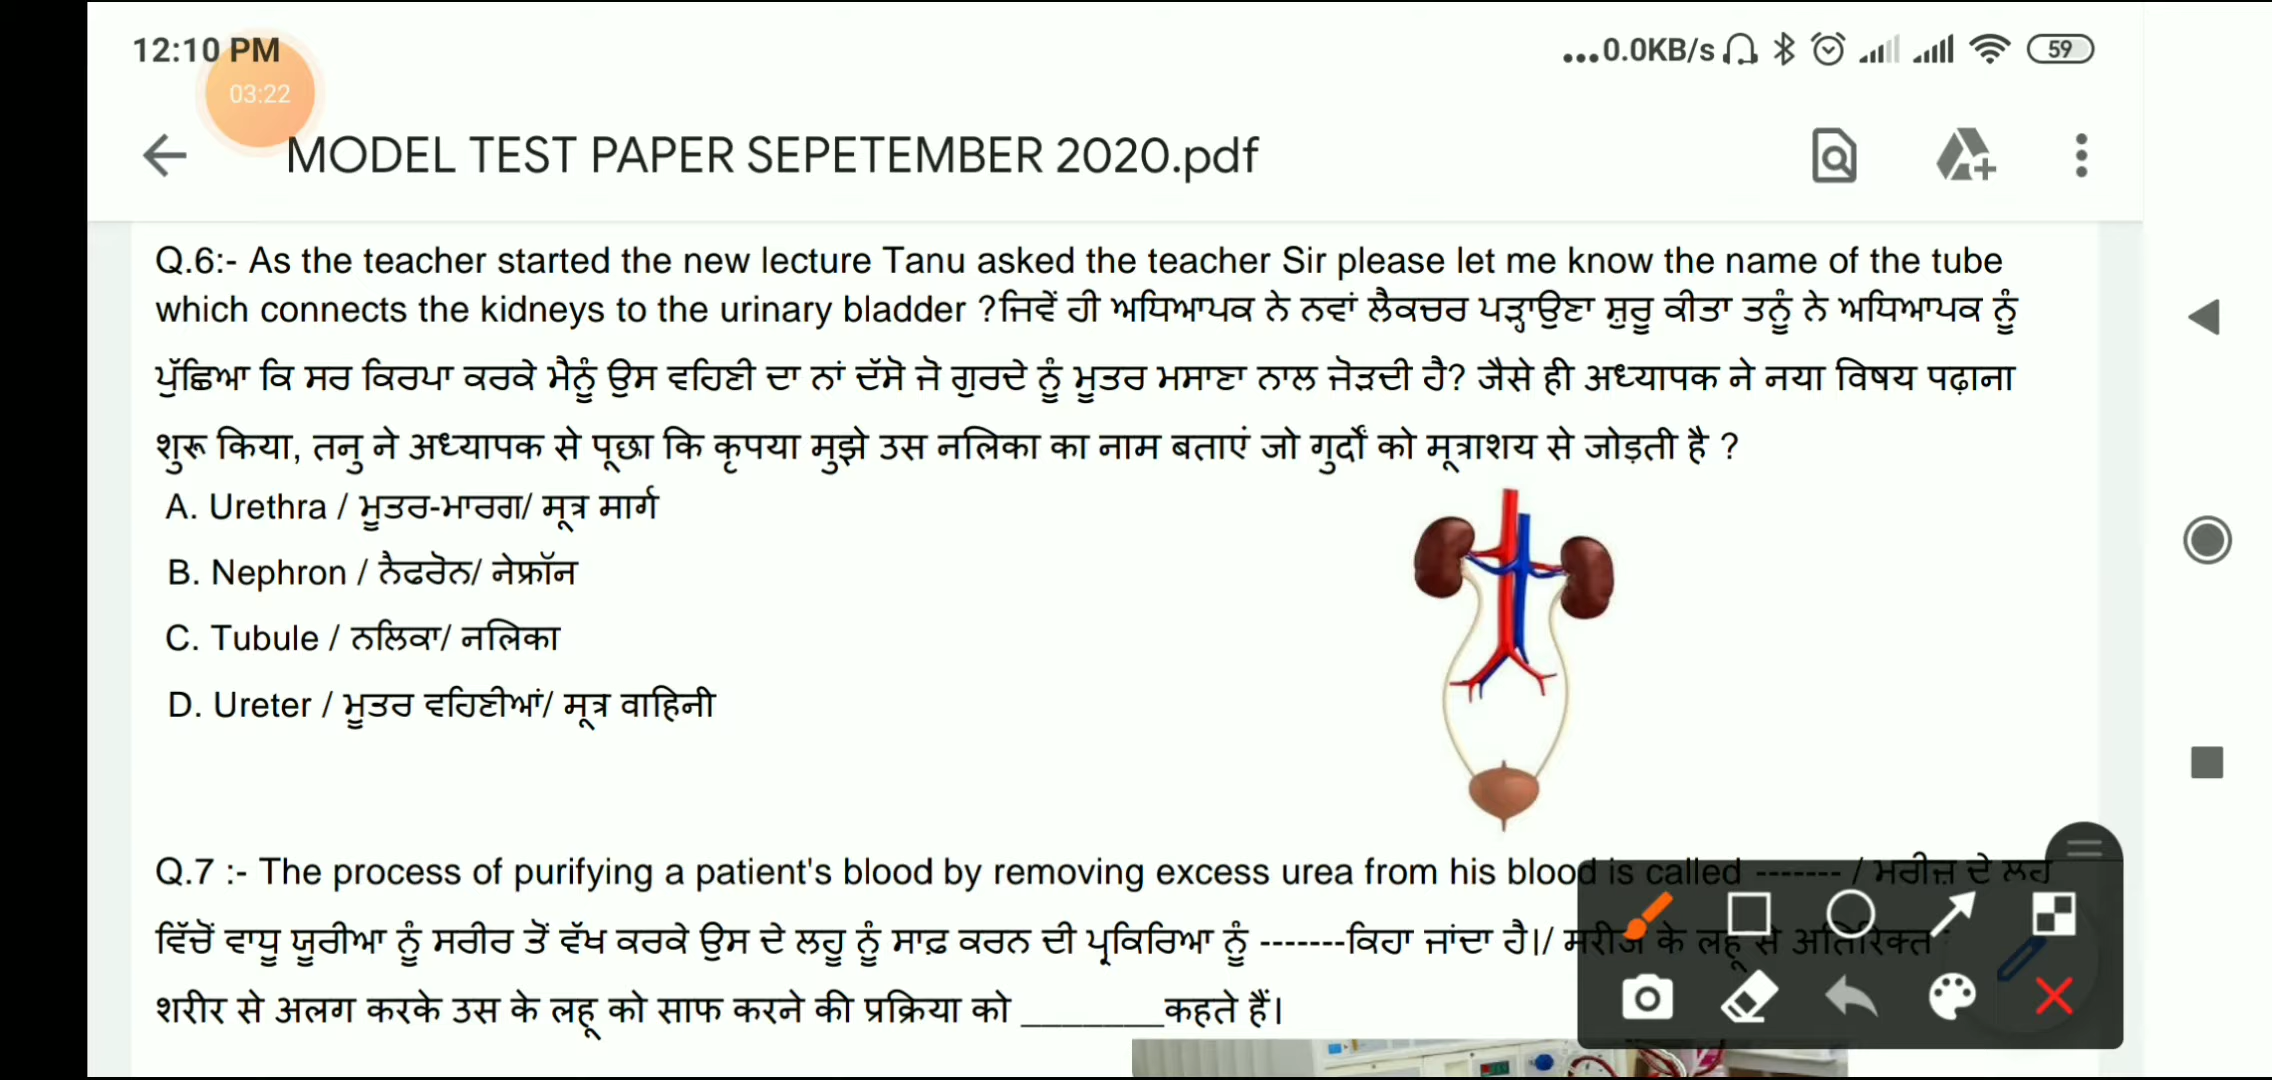 12:10 PM
...0.0KB/s
59
03:22
MODEL TEST PAPER SEPETEMBER 2020.pdf
Q.6:- As the teacher started the new lecture Tanu asked the teacher Sir please let me know the name of the tube
which connects the kidneys to the urinary bladder ?ਜਿਵੇਂ ਹੀ ਅਧਿਆਪਕ ਨੇ ਨਵਾਂ ਲੈਕਚਰ ਪੜ੍ਹਾਉਣਾ ਸ਼ੁਰੂ ਕੀਤਾ ਤਨੂੰ ਨੇ ਅਧਿਆਪਕ ਨੂੰ
ਪੁੱਛਿਆ ਕਿ ਸਰ ਕਿਰਪਾ ਕਰਕੇ ਮੈਨੂੰ ਉਸ ਵਹਿਣੀ ਦਾ ਨਾਂ ਦੱਸੋ ਜੋ ਗੁਰਦੇ ਨੂੰ ਮੂਤਰ ਮਸਾਣਾ ਨਾਲ ਜੋੜਦੀ ਹੈ? जैसे ही अध्यापक ने नया विषय पढ़ाना
शुरू किया, तनु ने अध्यापक से पूछा कि कृपया मुझे उस नलिका का नाम बताएं जो गुर्दों को मूत्राशय से जोड़ती है ?
A. Urethra / ਮੂਤਰ-ਮਾਰਗ/ मूत्र मार्ग
B. Nephron / ਨੈਫਰੋਨ/ नेफ्रॉन
C. Tubule / ਨਲਿਕਾ/ नलिका
D. Ureter / ਮੂਤਰ ਵਹਿਣੀਆਂ/ मूत्र वाहिनी
Q.7 :- The process of purifying a patient's blood by removing excess urea from his blood is called ------- / ਮਰੀਜ਼ ਦੇ ਲਹੂ
ਵਿੱਚੋਂ ਵਾਧੂ ਯੂਰੀਆ ਨੂੰ ਸਰੀਰ ਤੋਂ ਵੱਖ ਕਰਕੇ ਉਸ ਦੇ ਲਹੂ ਨੂੰ ਸਾਫ਼ ਕਰਨ ਦੀ ਪ੍ਰਕਿਰਿਆ ਨੂੰ -------ਕਿਹਾ ਜਾਂਦਾ ਹੈ।/ मरीज के लहू से अतिरिक्त
शरीर से अलग करके उस के लहू को साफ करने की प्रक्रिया को _______कहते हैं।